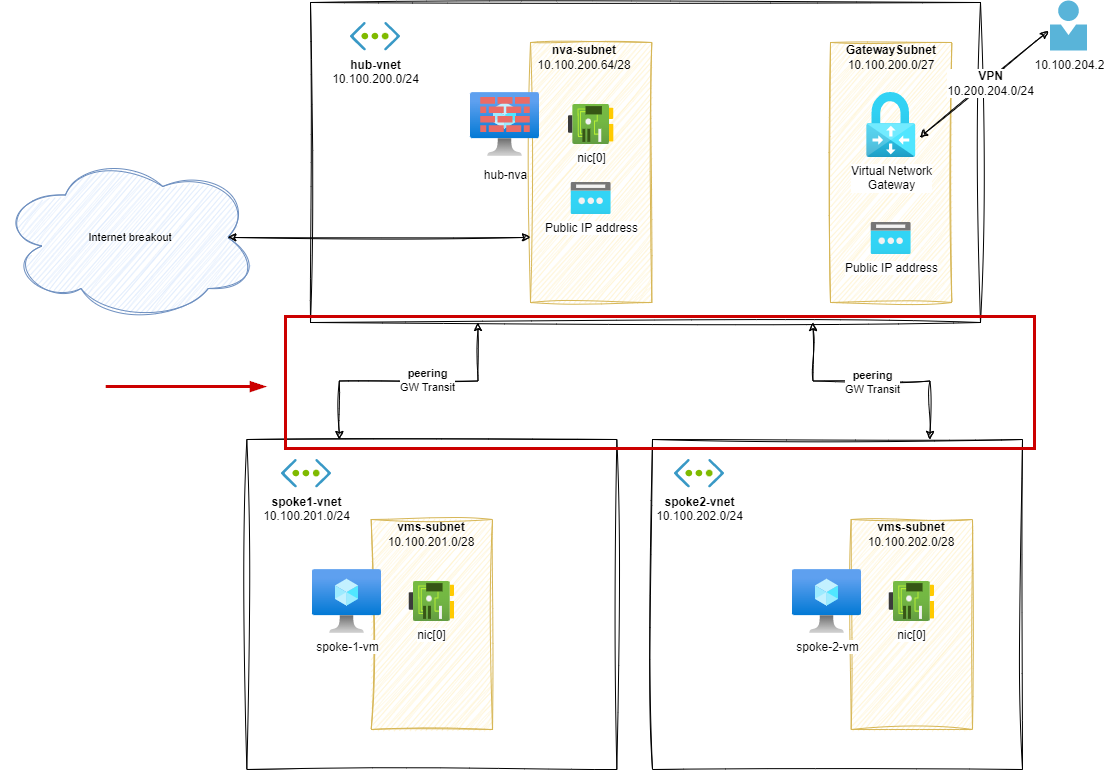 hub-vnet
10.100.200.0/24
nva-subnet
10.100.200.64/28
hub-nva
nic[0]
Public IP address
GatewaySubnet
10.100.200.0/27
Virtual Network
Gateway
Public IP address
VPN
10.200.204.0/24
10.100.204.2
Internet breakout
peering
GW Transit
peering
GW Transit
spoke1-vnet
10.100.201.0/24
vms-subnet
10.100.201.0/28
spoke-1-vm
nic[0]
spoke2-vnet
10.100.202.0/24
vms-subnet
10.100.202.0/28
spoke-2-vm
nic[0]